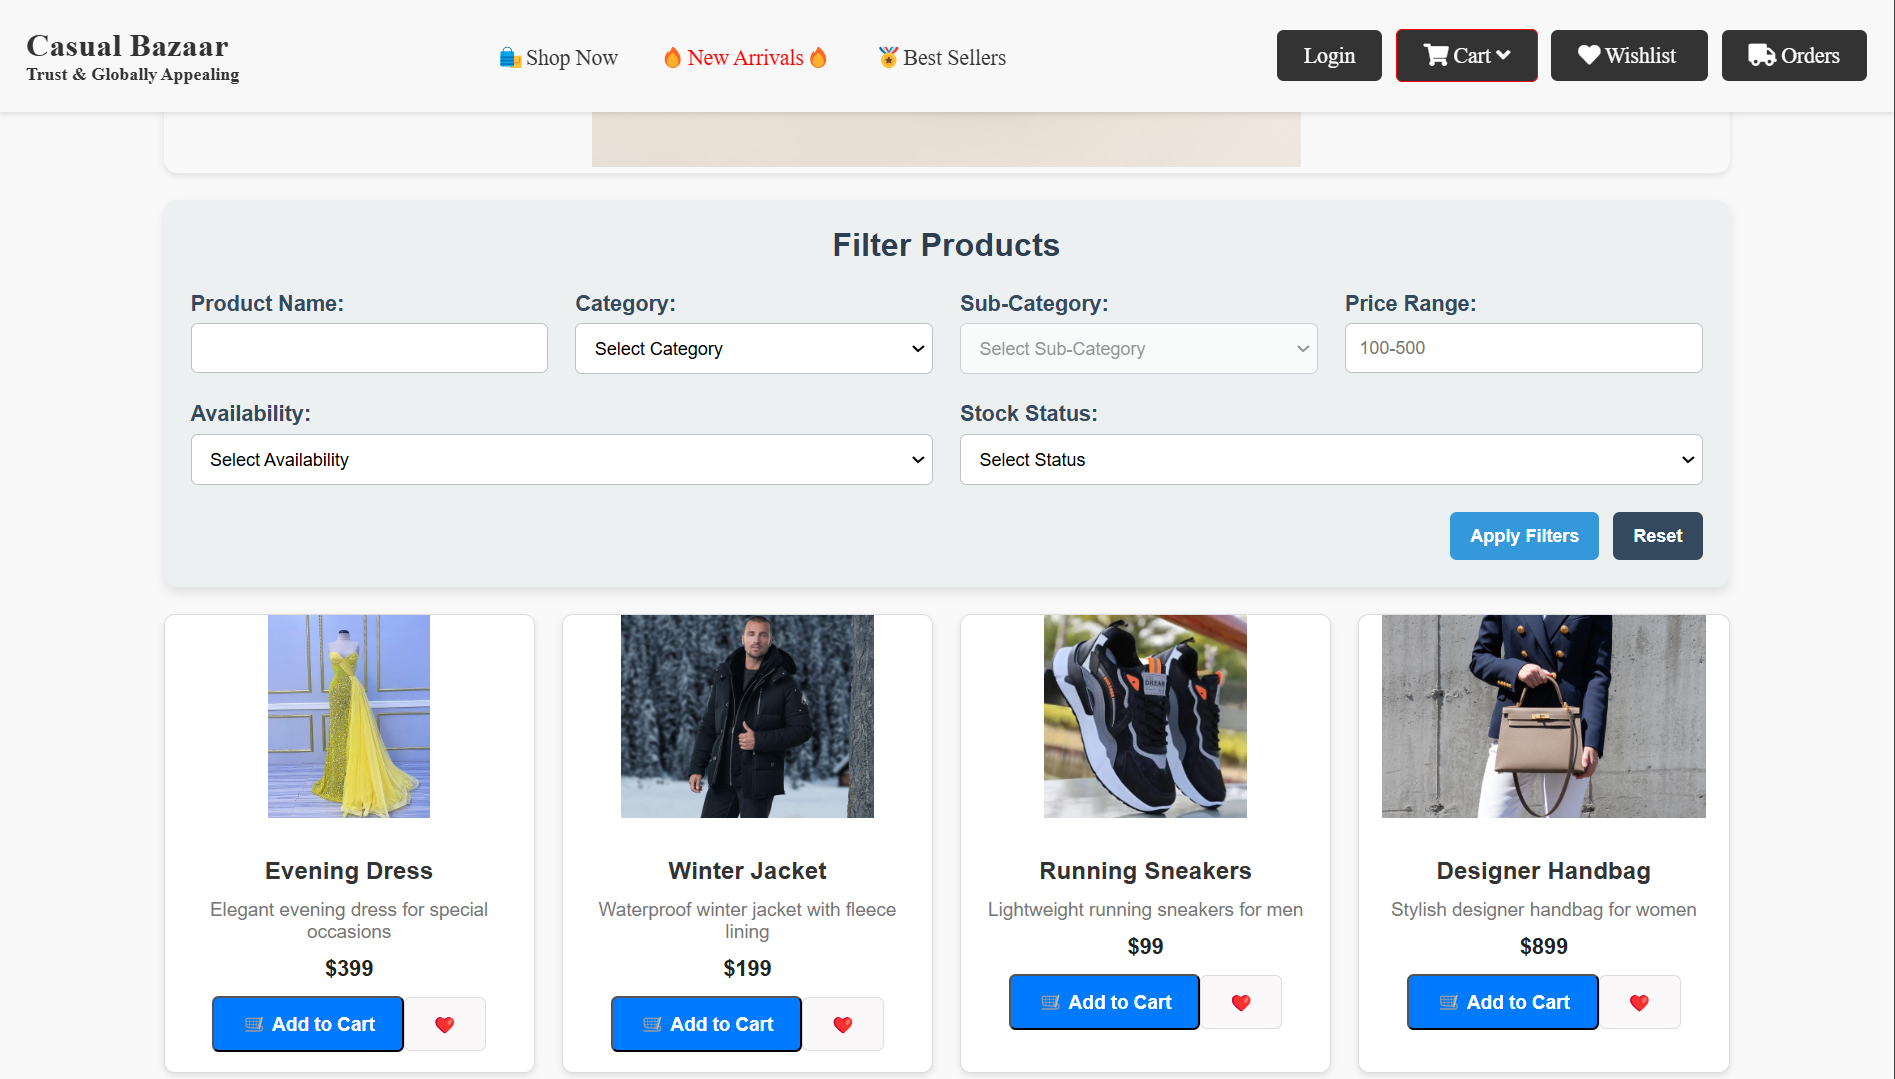 Casual Bazaar
Trust & Globally Appealing
Shop Now
New Arrivals
Best Sellers
Login
Cart
Wishlist
Orders
Filter Products
Product Name:
Category:
Sub-Category:
Price Range:
Select Category
Select Sub-Category
100-500
Availability:
Stock Status:
Select Availability
Select Status
Apply Filters
Reset
Evening Dress
Elegant evening dress for special
occasions
$399
Add to Cart
Winter Jacket
Waterproof winter jacket with fleece
lining
$199
Add to Cart
Running Sneakers
Lightweight running sneakers for men
$99
Add to Cart
Designer Handbag
Stylish designer handbag for women
$899
Add to Cart